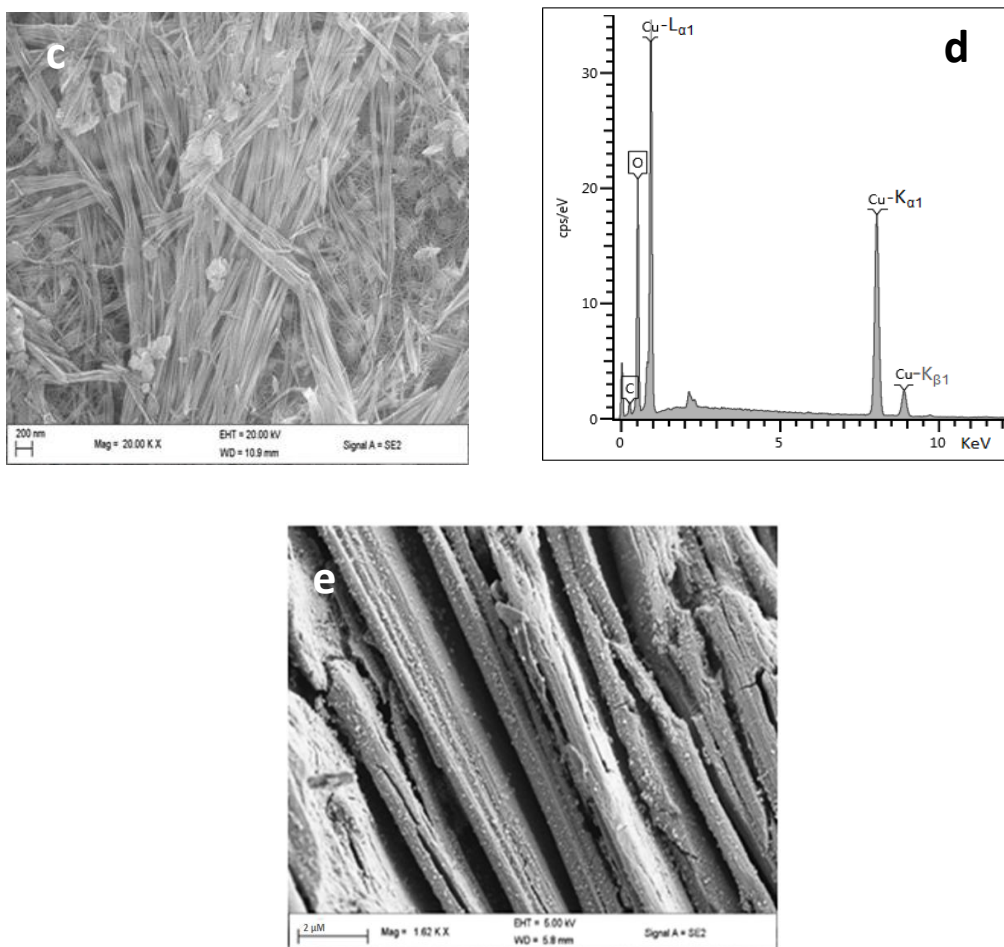 c
200 nm
Mag = 20.00 K X
EHT = 20.00 kV
WD = 10.9 mm
Signal A = SE2
d
cps/eV
30
20
10
0
Cu-Lα1
O
C
Cu-Kα1
Cu-Kβ1
0 5 10 KeV
e
2 µM
Mag = 1.62 K X
EHT = 5.00 kV
WD = 5.8 mm
Signal A = SE2